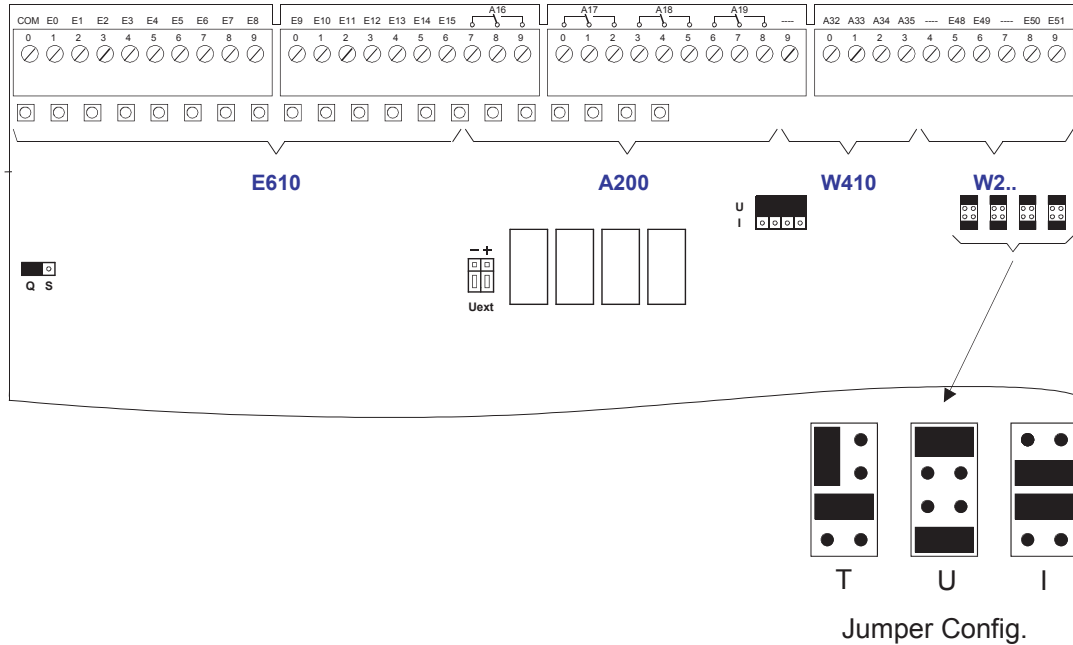 COM E0 E1 E2 E3 E4 E5 E6 E7 E8 E9 E10 E11 E12 E13 E14 E15 A16 A17 A18 A19 ---- A32 A33 A34 A35 ---- E48 E49 ---- E50 E51
0 1 2 3 4 5 6 7 8 9 0 1 2 3 4 5 6 7 8 9 0 1 2 3 4 5 6 7 8 9 0 1 2 3 4 5 6 7 8 9
E610 A200 W410 W2..
U
I
− +
Q S
Uext
T U I
Jumper Config.